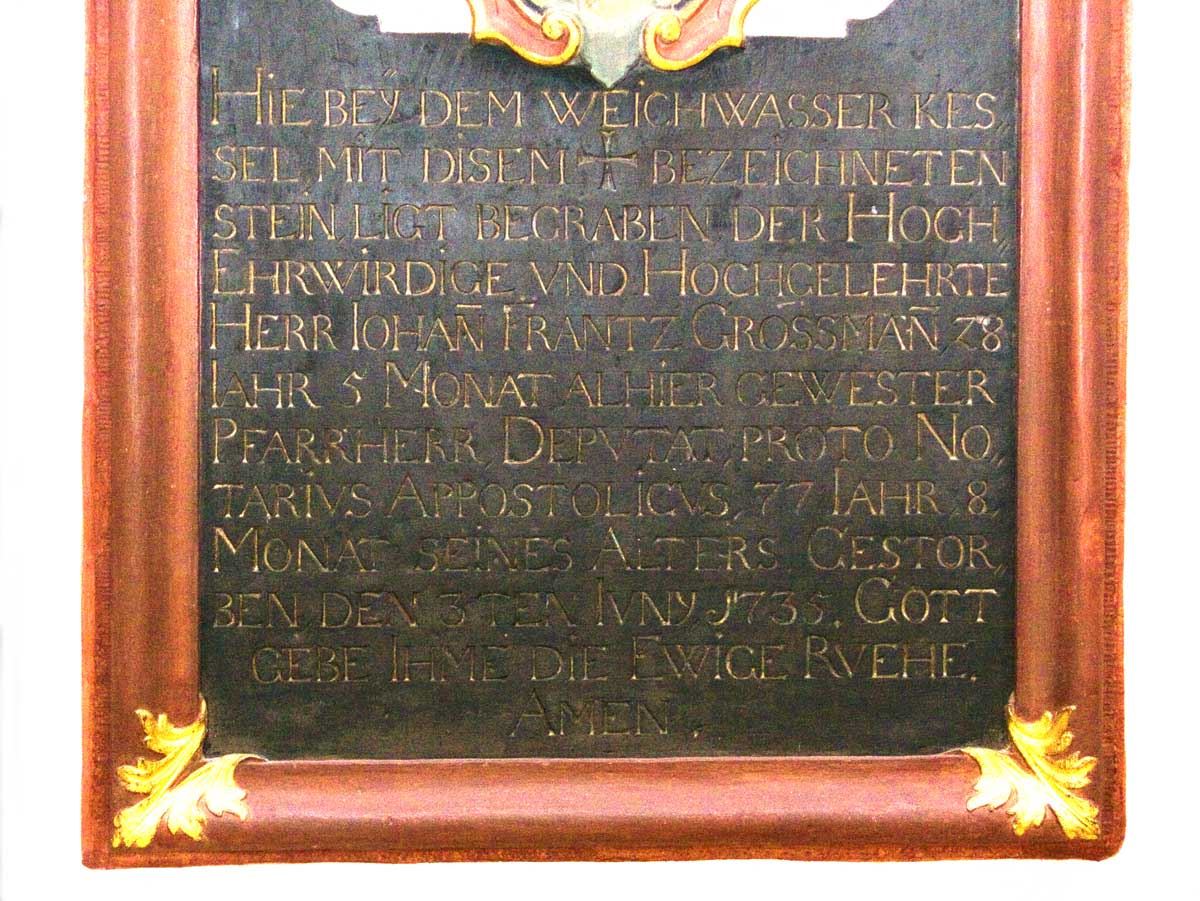 HIE BEŸ DEM WEICHWASSER KES„
SEL MIT DISEM ✝ BEZEICHNETEN
STEIN, LIGT BEGRABEN DER HOCH„
EHRWIRDIGE VND HOCHGELEHRTE
HERR IOHAN̄ FRANTZ GROSSMAN̄ 28
IAHR 5 MONAT ALHIER GEWESTER
PFARRHERR, DEPVTAT, PROTO NO„
TARIVS APPOSTOLICVS, 77 IAHR 8
MONAT SEINES ALTERS GESTOR„
BEN DEN 3TEN IVNY 1735. GOTT
GEBE IHME DIE EWIGE RVEHE.
AMEN.